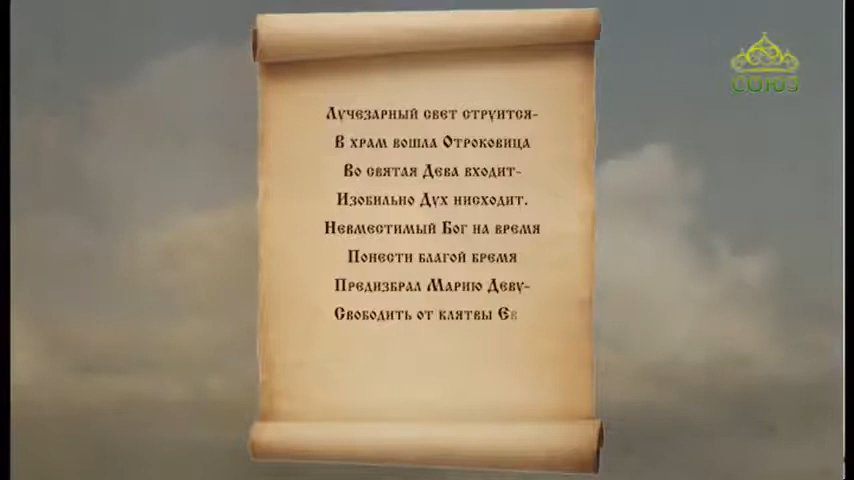 СОЮЗ
Лучезарный свет струится-
В храм вошла Отроковица
Во святая Дева входит-
Изобильно Дух нисходит.
Невместимый Бог на время
Понести благой бремя
Предизбрал Марию Деву-
Свободить от клятвы Ев